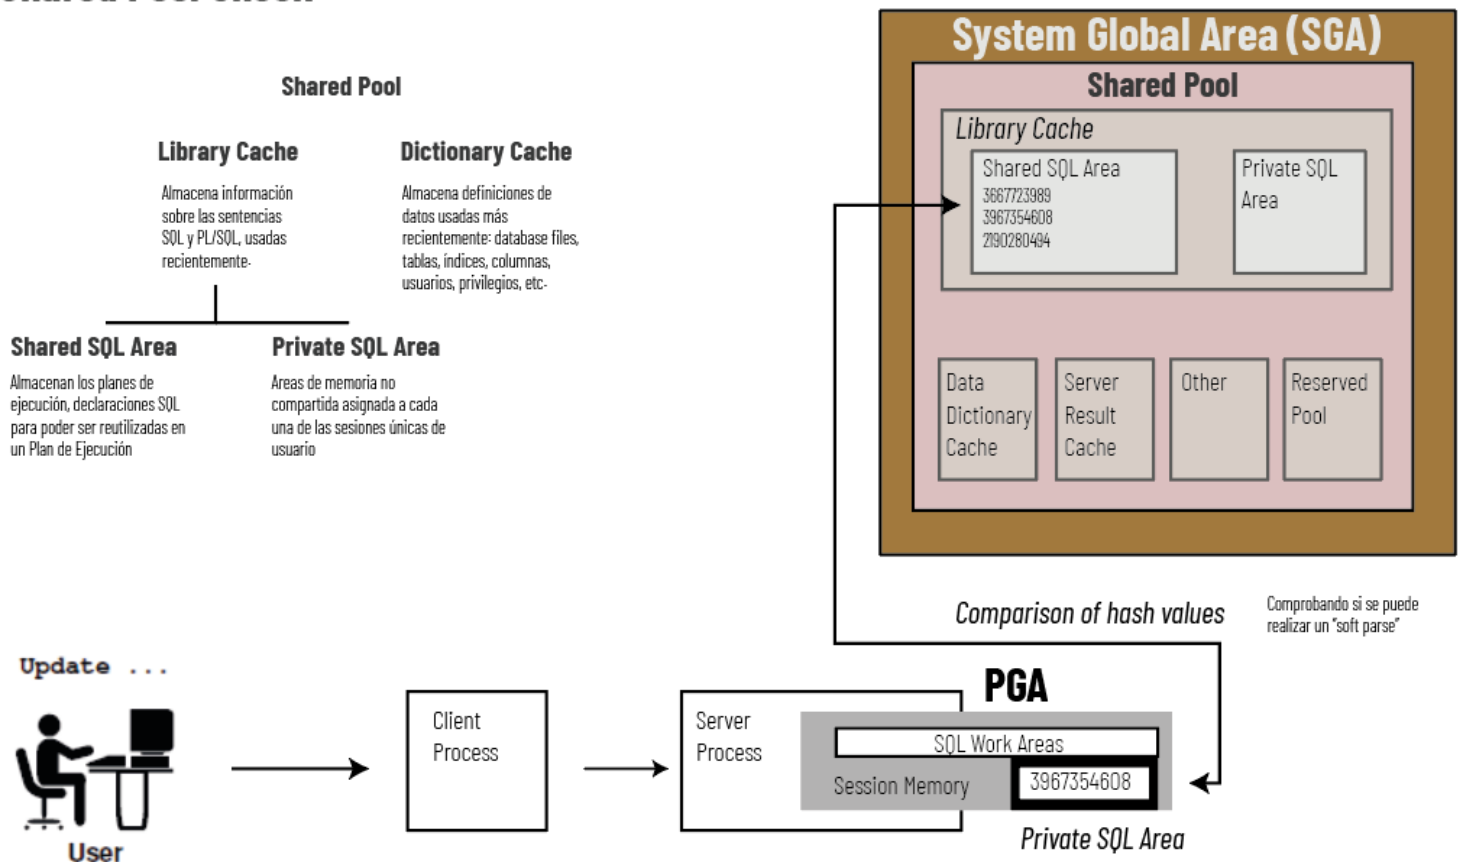 Shared Pool
Library Cache
Almacena información
sobre las sentencias
SQL y PL/SQL, usadas
recientemente.
Dictionary Cache
Almacena definiciones de
datos usadas más
recientemente: database files,
tablas, índices, columnas,
usuarios, privilegios, etc.
Shared SQL Area
Almacenan los planes de
ejecución, declaraciones SQL
para poder ser reutilizadas en
un Plan de Ejecución
Private SQL Area
Areas de memoria no
compartida asignada a cada
una de las sesiones únicas de
usuario
System Global Area (SGA)
Shared Pool
Library Cache
Shared SQL Area
3667723989
3967354608
2190280494
Private SQL
Area
Data
Dictionary
Cache
Server
Result
Cache
Other
Reserved
Pool
Comparison of hash values
Comprobando si se puede
realizar un "soft parse"
Update ...
User
Client
Process
Server
Process
PGA
SQL Work Areas
Session Memory
3967354608
Private SQL Area